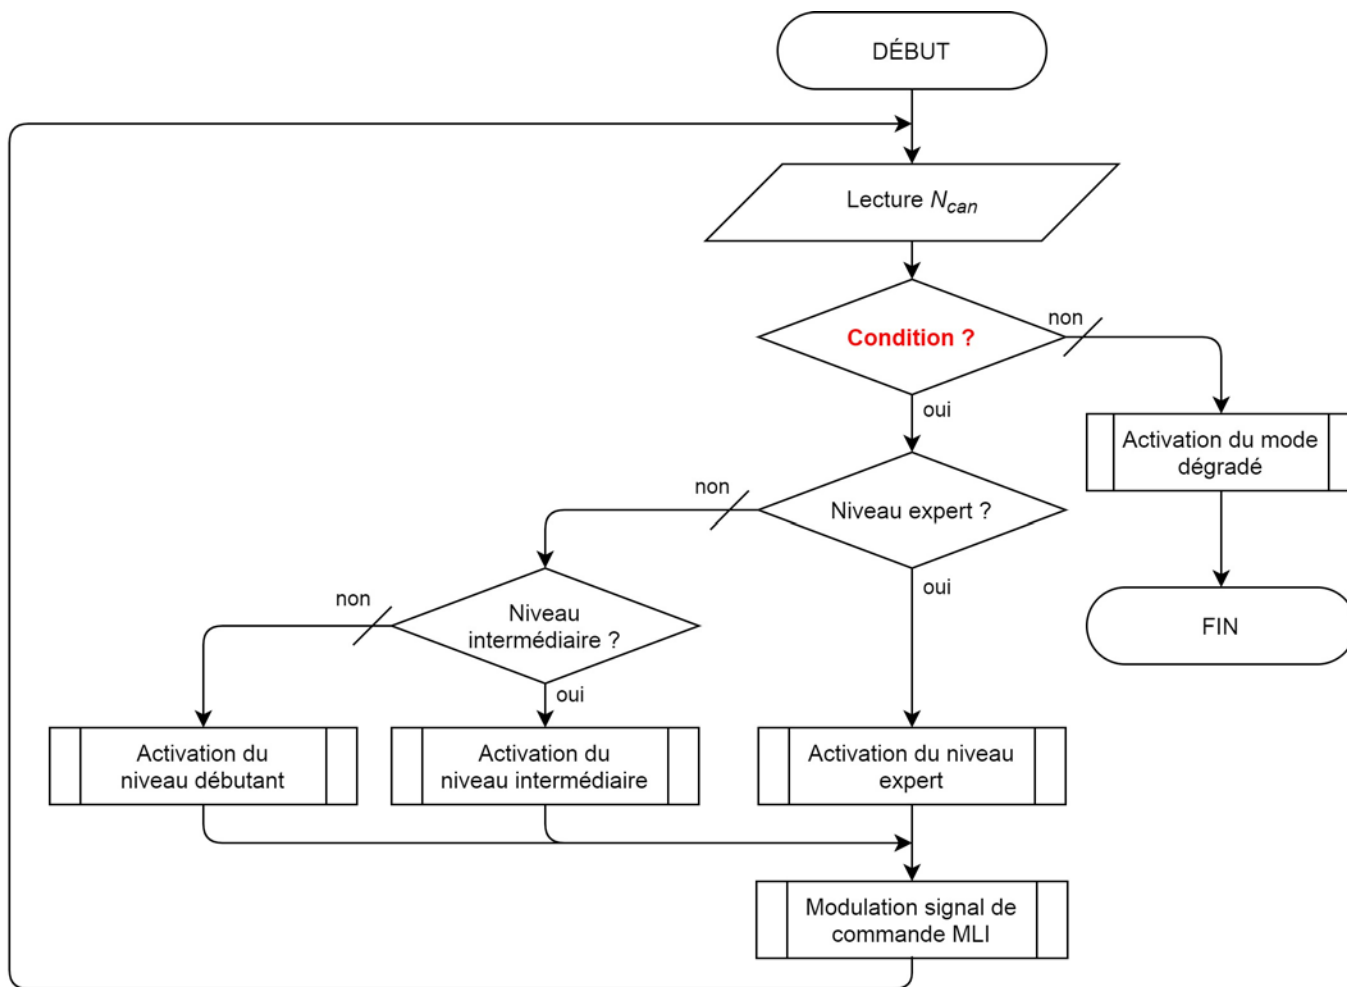 DÉBUT
Lecture Ncan
Condition ?
non
oui
Activation du mode
dégradé
non
Niveau expert ?
oui
FIN
non
Niveau
intermédiaire ?
oui
Activation du
niveau débutant
Activation du
niveau intermédiaire
Activation du niveau
expert
Modulation signal de
commande MLI